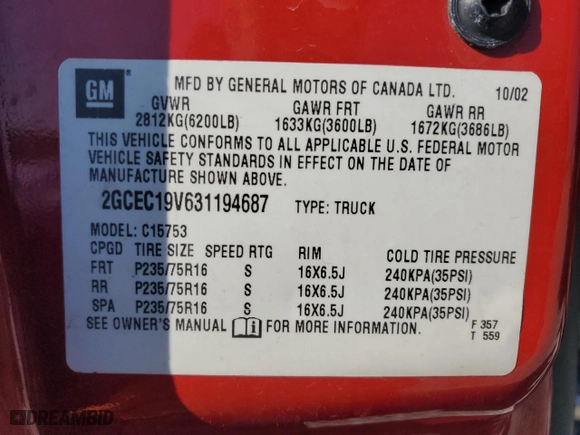 GM
MFD BY GENERAL MOTORS OF CANADA LTD. 10/02
GVWR GAWR FRT GAWR RR
2812KG(6200LB) 1633KG(3600LB) 1672KG(3686LB)
THIS VEHICLE CONFORMS TO ALL APPLICABLE U.S. FEDERAL MOTOR
VEHICLE SAFETY STANDARDS IN EFFECT ON THE DATE OF
MANUFACTURE SHOWN ABOVE.
2GCEC19V631194687 TYPE: TRUCK
MODEL: C15753
CPGD TIRE SIZE SPEED RTG RIM COLD TIRE PRESSURE
FRT P235/75R16 S 16X6.5J 240KPA(35PSI)
RR P235/75R16 S 16X6.5J 240KPA(35PSI)
SPA P235/75R16 S 16X6.5J 240KPA(35PSI)
SEE OWNER'S MANUAL FOR MORE INFORMATION.
F 357
T 559
DREAMBID